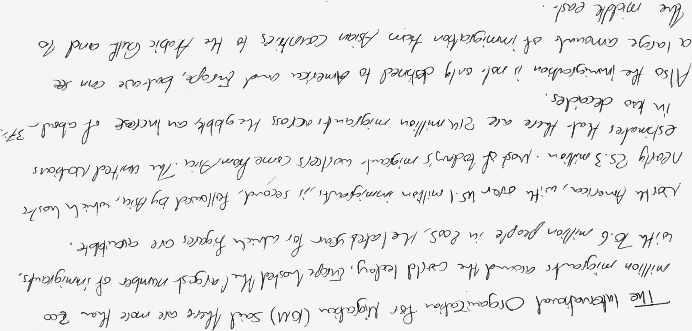 The International Organization for Migration (IOM) said there are more than 200
million migrants around the world today. Europe hosted the largest number of immigrants,
with 70.6 million people in 2005, the lated year for which figures are available.
North America, with over 45.1 million immigrants, is second, followed by Asia, which hosts
nearly 25.3 million. Most of today's migrant workers come from Asia. The United Nations
estimates that there are 214 million migrants across the globe, an increase of about 37%
in two decades.
Also the immigration is not only destined to America and Europe, but we can see
a large amount of immigration from Asian countries to the Arabic Gulf and to
the middle east.